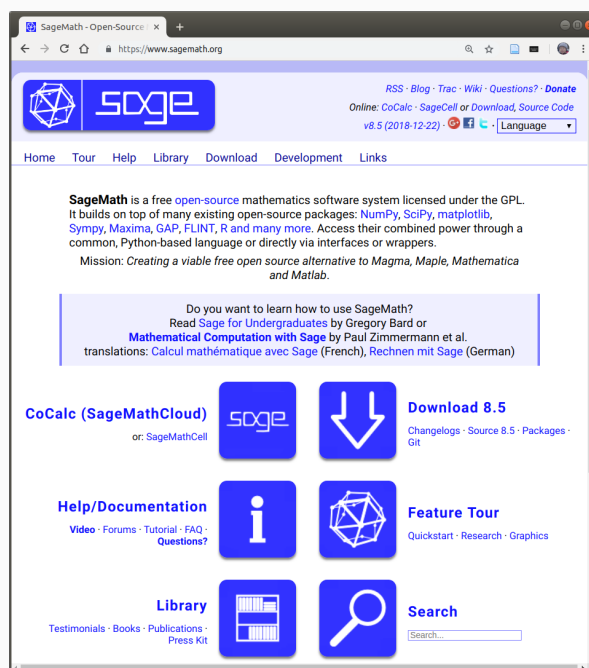 SageMath - Open-Source
https://www.sagemath.org
sage
RSS · Blog · Trac · Wiki · Questions? · Donate
Online: CoCalc · SageCell or Download, Source Code
v8.5 (2018-12-22) · · Language
Home Tour Help Library Download Development Links
SageMath is a free open-source mathematics software system licensed under the GPL.
It builds on top of many existing open-source packages: NumPy, SciPy, matplotlib,
Sympy, Maxima, GAP, FLINT, R and many more. Access their combined power through a
common, Python-based language or directly via interfaces or wrappers.
Mission: Creating a viable free open source alternative to Magma, Maple, Mathematica
and Matlab.
Do you want to learn how to use SageMath?
Read Sage for Undergraduates by Gregory Bard or
Mathematical Computation with Sage by Paul Zimmermann et al.
translations: Calcul mathématique avec Sage (French), Rechnen mit Sage (German)
CoCalc (SageMathCloud)
or: SageMathCell
sage
Download 8.5
Changelogs · Source 8.5 · Packages ·
Git
Help/Documentation
Video · Forums · Tutorial · FAQ ·
Questions?
i
Feature Tour
Quickstart · Research · Graphics
Library
Testimonials · Books · Publications ·
Press Kit
Search
Search...